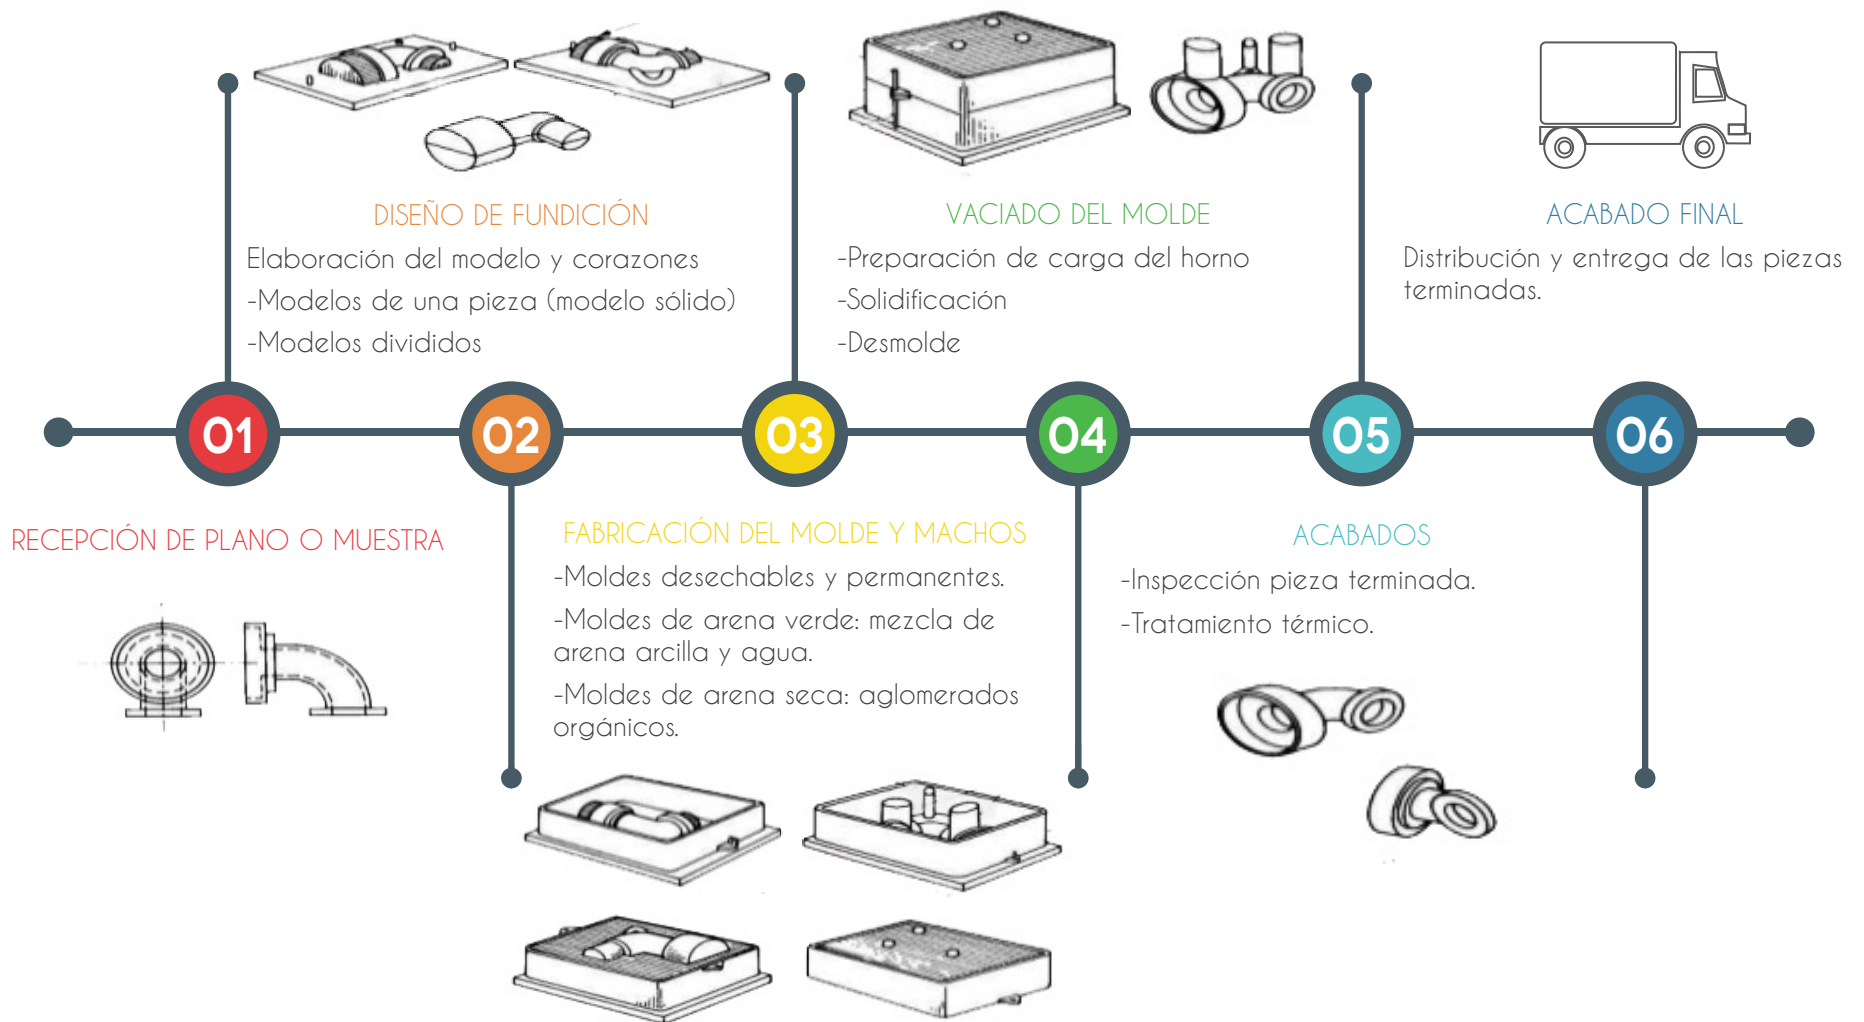 01
RECEPCIÓN DE PLANO O MUESTRA
02
DISEÑO DE FUNDICIÓN
Elaboración del modelo y corazones
-Modelos de una pieza (modelo sólido)
-Modelos divididos
03
FABRICACIÓN DEL MOLDE Y MACHOS
-Moldes desechables y permanentes.
-Moldes de arena verde: mezcla de
arena arcilla y agua.
-Moldes de arena seca: aglomerados
orgánicos.
04
VACIADO DEL MOLDE
-Preparación de carga del horno
-Solidificación
-Desmolde
05
ACABADOS
-Inspección pieza terminada.
-Tratamiento térmico.
06
ACABADO FINAL
Distribución y entrega de las piezas
terminadas.